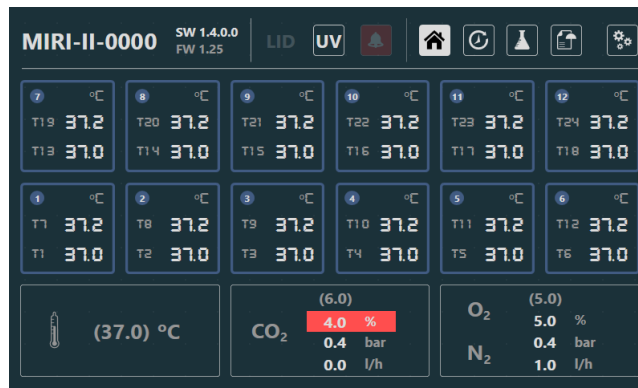 MIRI-II-0000 SW 1.4.0.0 LID UV
FW 1.25
7 °C 8 °C 9 °C 10 °C 11 °C 12 °C
T19 37.2 T20 37.2 T21 37.2 T22 37.2 T23 37.2 T24 37.2
T13 37.0 T14 37.0 T15 37.0 T16 37.0 T17 37.0 T18 37.0
1 °C 2 °C 3 °C 4 °C 5 °C 6 °C
T7 37.2 T8 37.2 T9 37.2 T10 37.2 T11 37.2 T12 37.2
T1 37.0 T2 37.0 T3 37.0 T4 37.0 T5 37.0 T6 37.0
(37.0) °C
(6.0)
CO₂
4.0 %
0.4 bar
0.0 l/h
(5.0)
O₂
5.0 %
N₂
0.4 bar
1.0 l/h